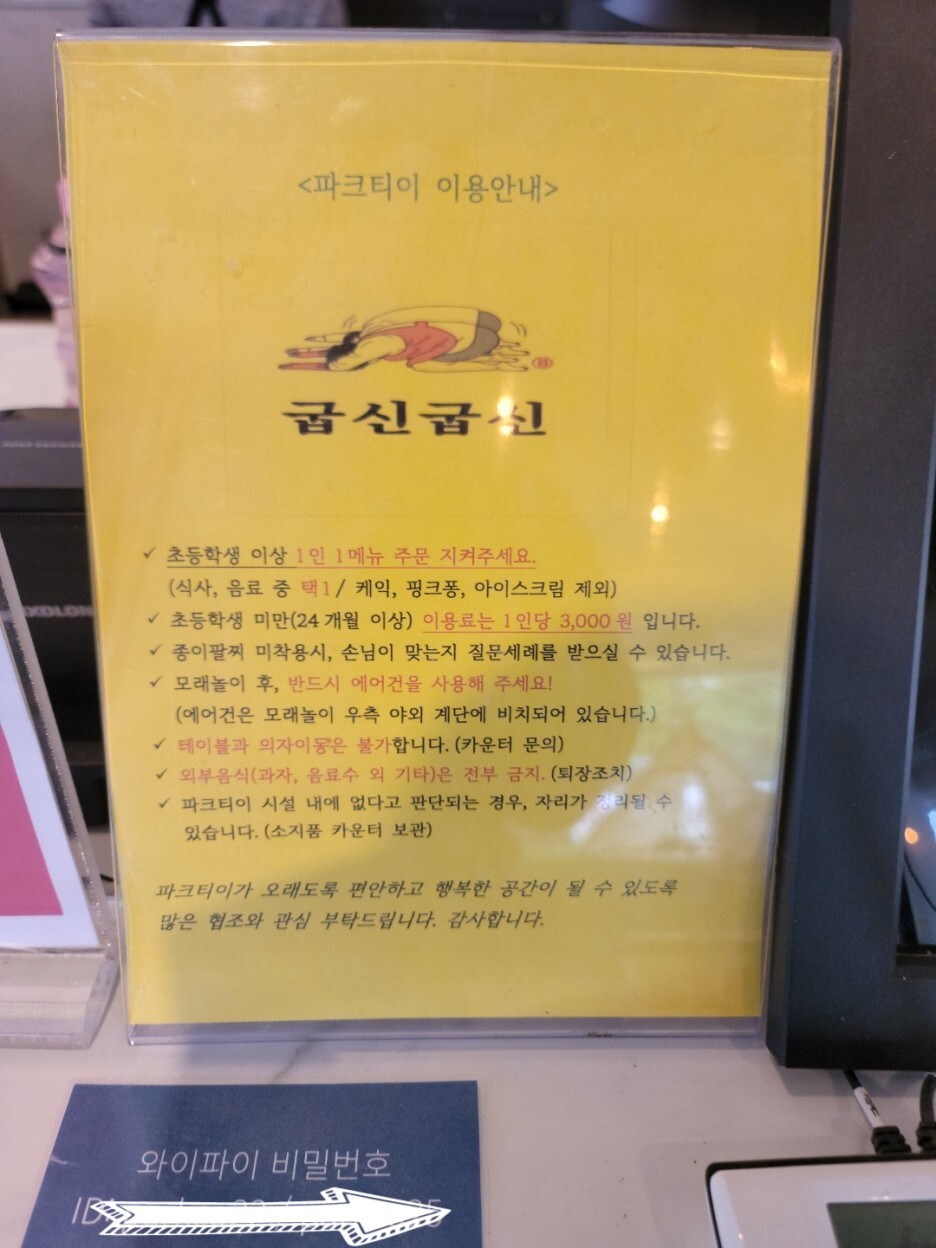 <파크티이 이용안내>
굽신굽신
✓ 초등학생 이상 1인 1메뉴 주문 지켜주세요.
(식사, 음료 중 택1/ 케익, 핑크퐁, 아이스크림 제외)
✓ 초등학생 미만(24개월 이상) 이용료는 1인당 3,000원 입니다.
✓ 종이팔찌 미착용시, 손님이 맞는지 질문세례를 받으실 수 있습니다.
✓ 모래놀이 후, 반드시 에어건을 사용해 주세요!
(에어건은 모래놀이 우측 야외 계단에 비치되어 있습니다.)
✓ 테이블과 의자이동은 불가합니다. (카운터 문의)
✓ 외부음식(과자, 음료수 외 기타)은 전부 금지. (퇴장조치)
✓ 파크티이 시설 내에 없다고 판단되는 경우, 자리가 정리될 수
있습니다. (소지품 카운터 보관)
파크티이가 오래도록 편안하고 행복한 공간이 될 수 있도록
많은 협조와 관심 부탁드립니다. 감사합니다.
와이파이 비밀번호